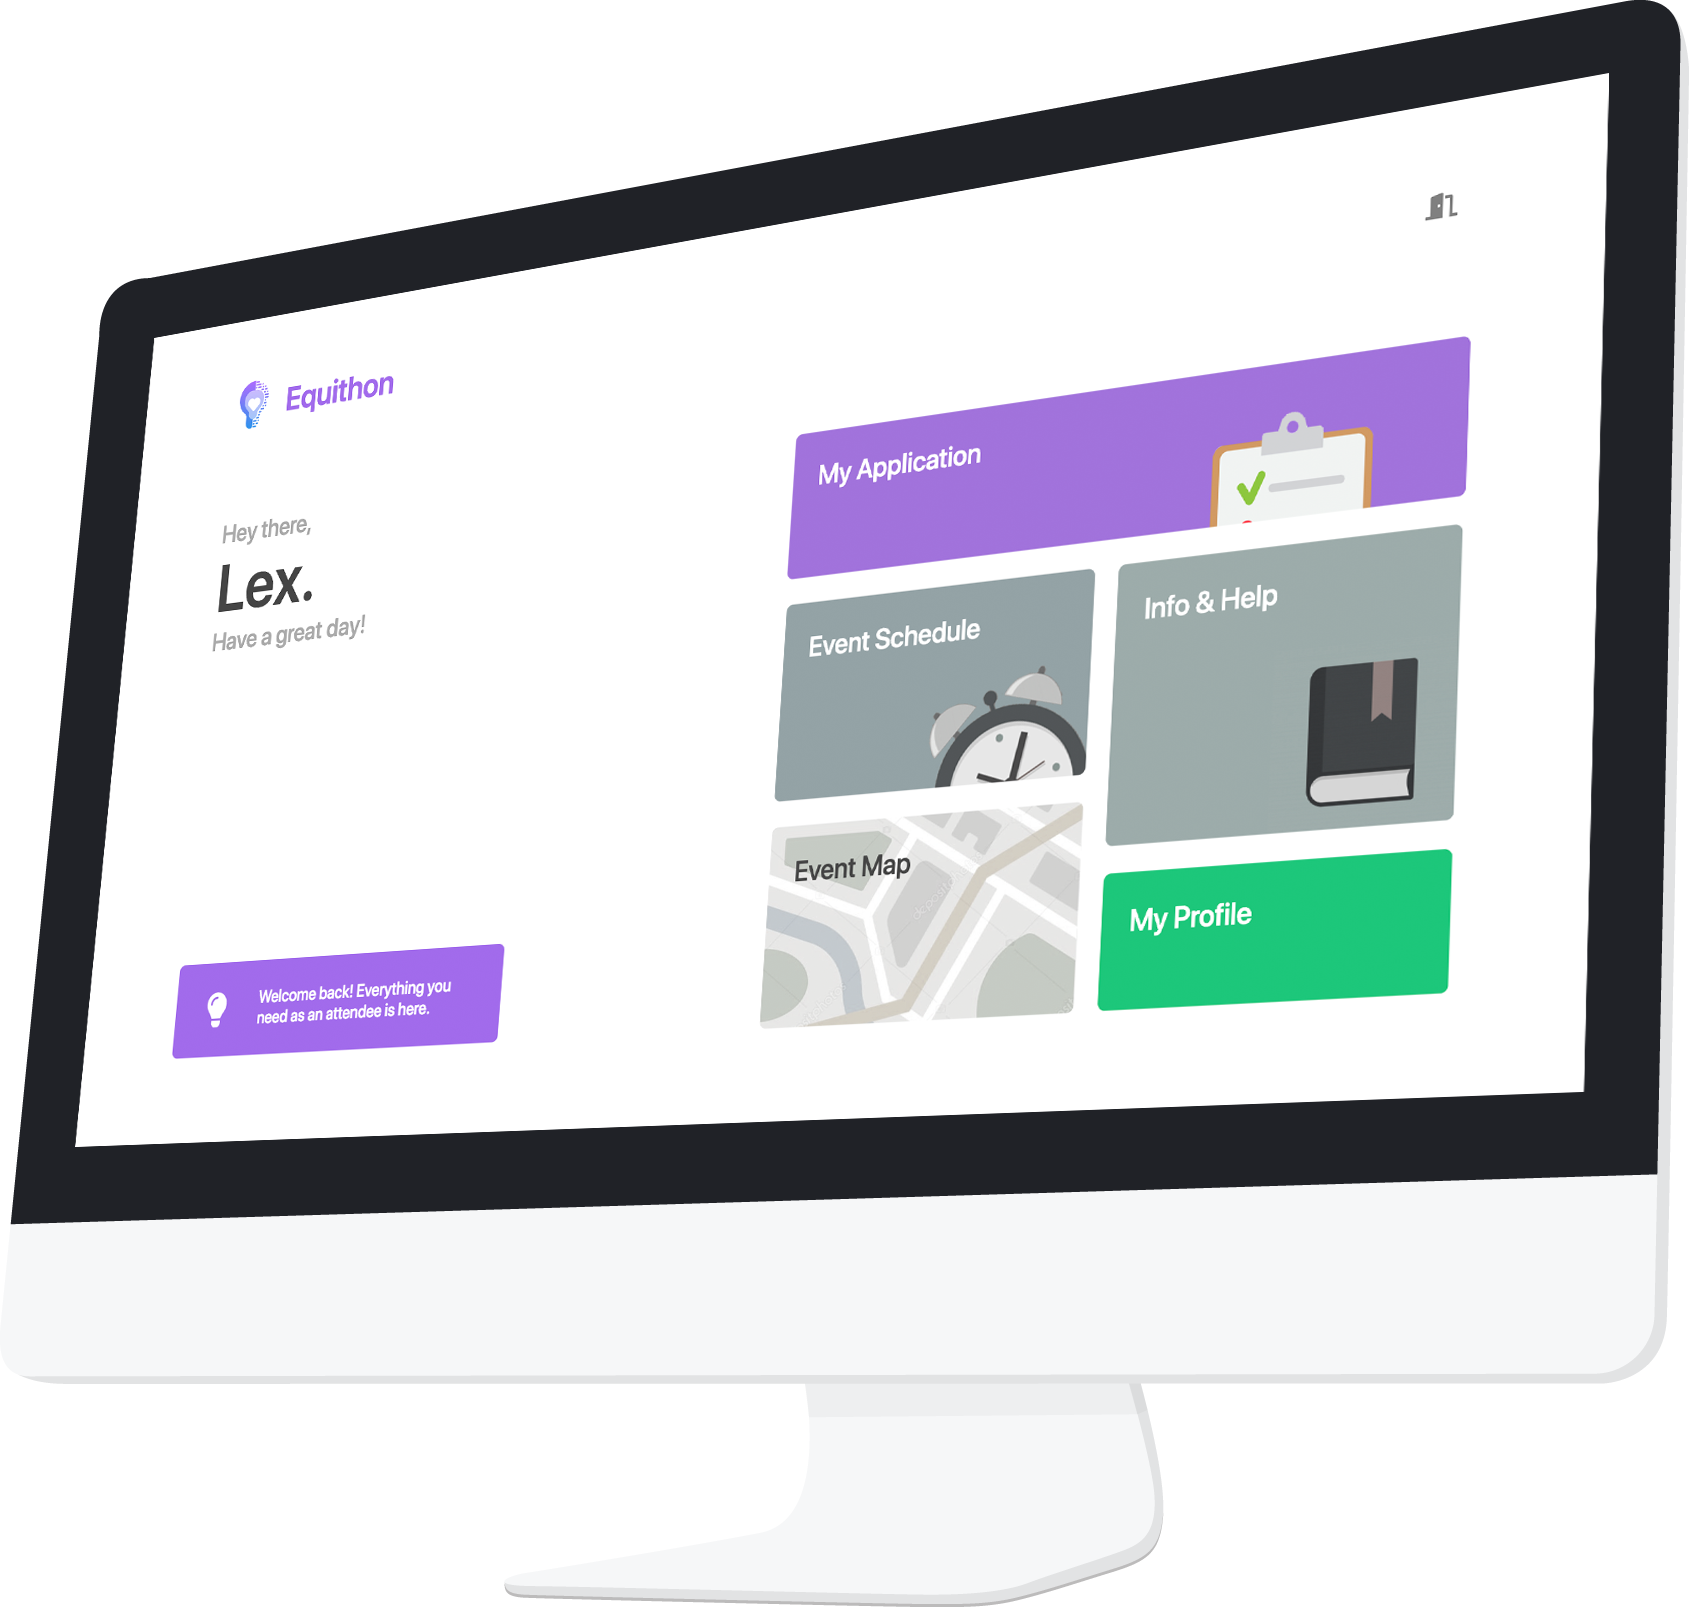 Equithon
Hey there,
Lex.
Have a great day!
Welcome back! Everything you
need as an attendee is here.
My Application
Event Schedule
Info & Help
Event Map
My Profile